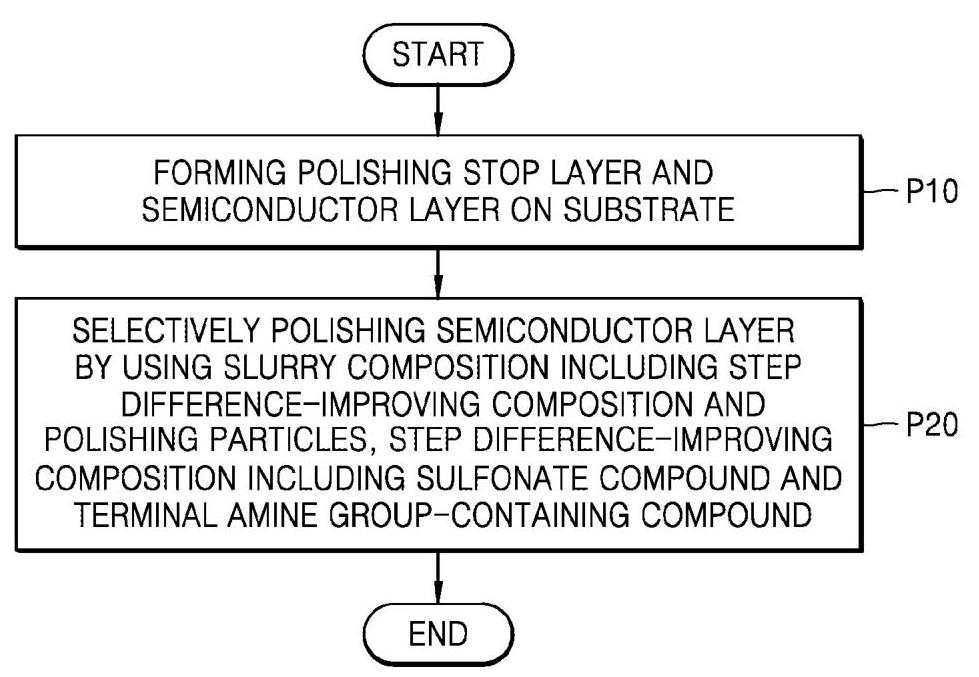 START
FORMING POLISHING STOP LAYER AND
SEMICONDUCTOR LAYER ON SUBSTRATE
P10
SELECTIVELY POLISHING SEMICONDUCTOR LAYER
BY USING SLURRY COMPOSITION INCLUDING STEP
DIFFERENCE-IMPROVING COMPOSITION AND
POLISHING PARTICLES, STEP DIFFERENCE-IMPROVING
COMPOSITION INCLUDING SULFONATE COMPOUND AND
TERMINAL AMINE GROUP-CONTAINING COMPOUND
P20
END